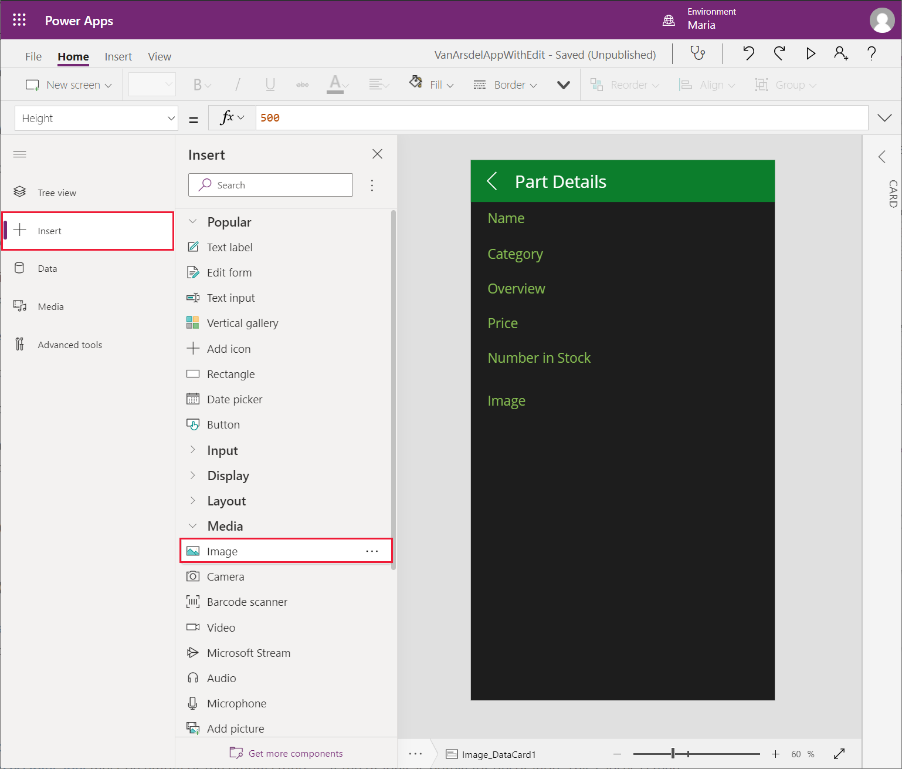 Power Apps
Environment
Maria
File Home Insert View
VanArsdelAppWithEdit - Saved (Unpublished)
?
New screen B / U abc A Fill Border Reorder Align Group
Height = fx 500
Tree view
Insert
Data
Media
Advanced tools
Insert
Search
Popular
Text label
Edit form
Text input
Vertical gallery
Add icon
Rectangle
Date picker
Button
Input
Display
Layout
Media
Image ...
Camera
Barcode scanner
Video
Microsoft Stream
Audio
Microphone
Add picture
Get more components
Part Details
Name
Category
Overview
Price
Number in Stock
Image
CARD
... Image_DataCard1 − + 60 %